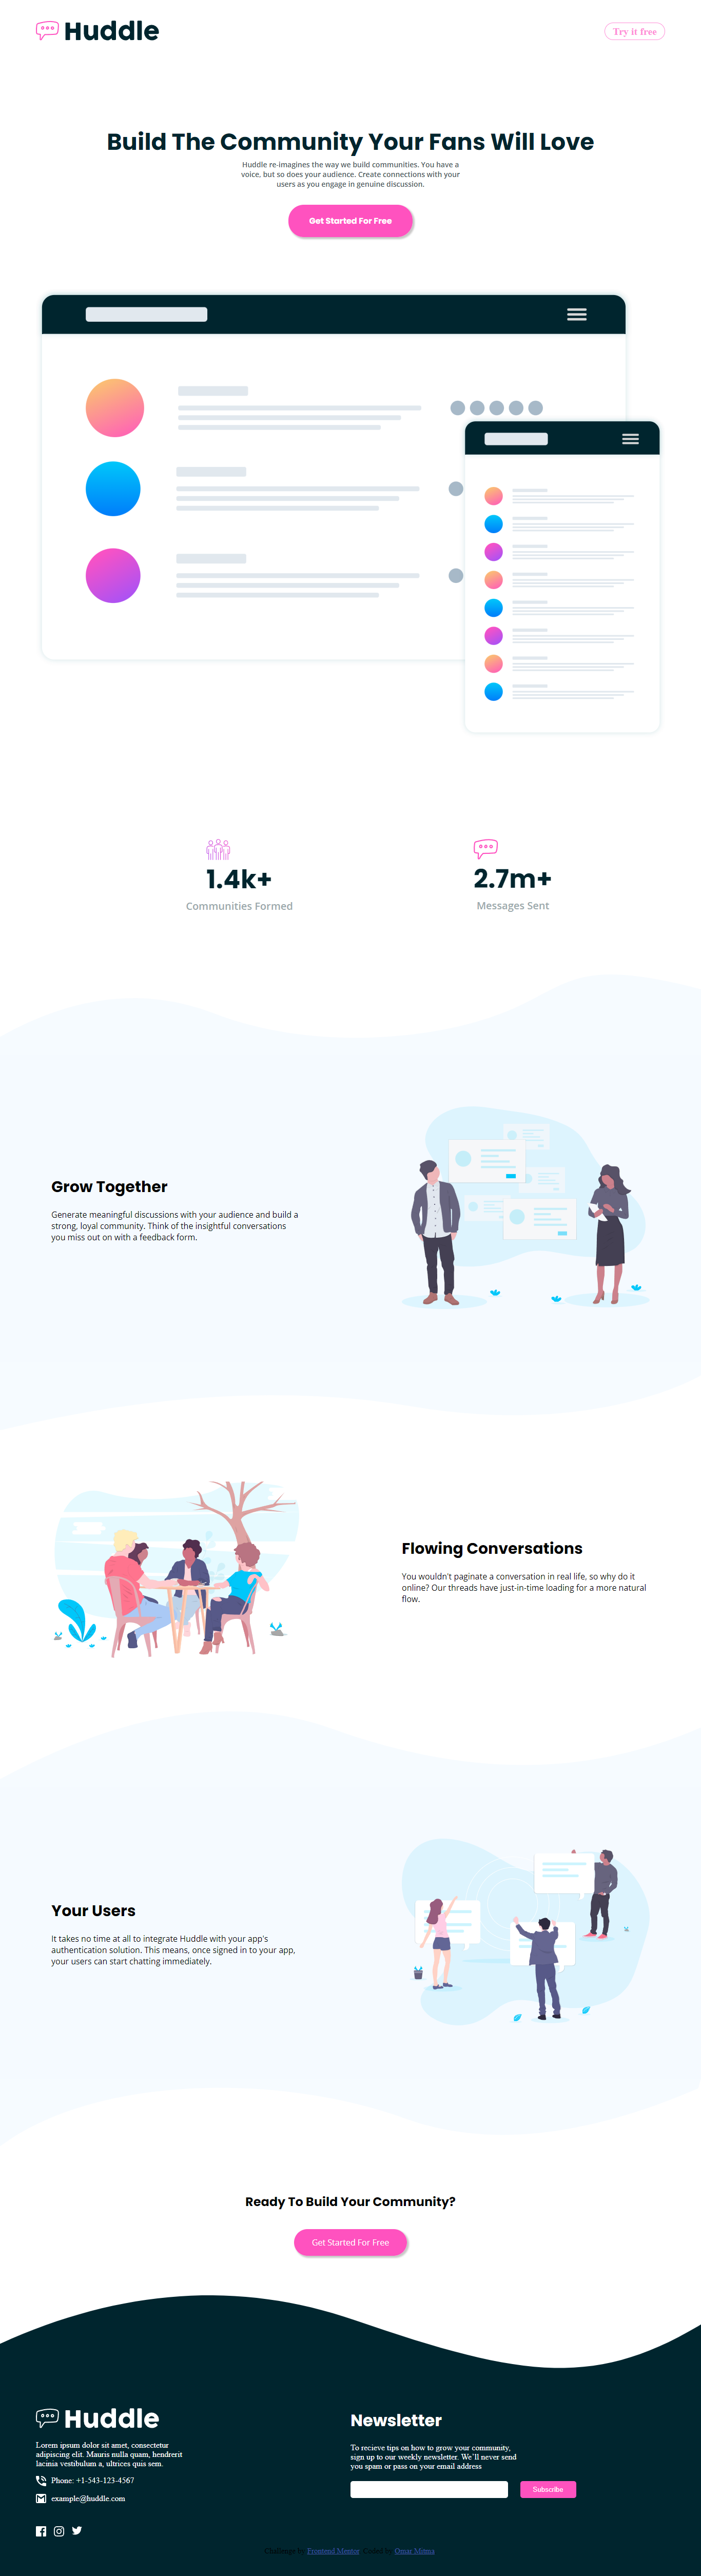 Huddle
Try it free
Build The Community Your Fans Will Love
Huddle re-imagines the way we build communities. You have a
voice, but so does your audience. Create connections with your
users as you engage in genuine discussion.
Get Started For Free
1.4k+
Communities Formed
2.7m+
Messages Sent
Grow Together
Generate meaningful discussions with your audience and build a
strong, loyal community. Think of the insightful conversations
you miss out on with a feedback form.
Flowing Conversations
You wouldn't paginate a conversation in real life, so why do it
online? Our threads have just-in-time loading for a more natural
flow.
Your Users
It takes no time at all to integrate Huddle with your app's
authentication solution. This means, once signed in to your app,
your users can start chatting immediately.
Ready To Build Your Community?
Get Started For Free
Huddle
Lorem ipsum dolor sit amet, consectetur
adipiscing elit. Mauris nulla quam, hendrerit
lacinia vestibulum a, ultrices quis sem.
Phone: +1-543-123-4567
example@huddle.com
Newsletter
To recieve tips on how to grow your community,
sign up to our weekly newsletter. We'll never send
you spam or pass on your email address
Subscribe
Challenge by Frontend Mentor. Coded by Omar Mitma